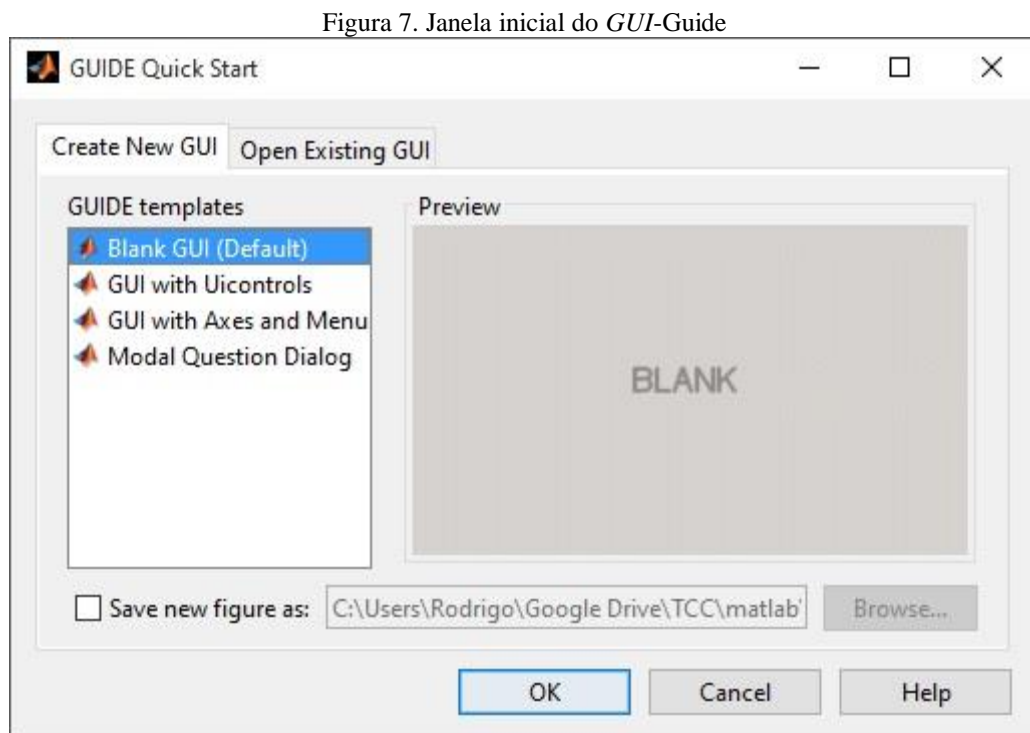 Figura 7. Janela inicial do GUI-Guide
GUIDE Quick Start
Create New GUI Open Existing GUI
GUIDE templates
Blank GUI (Default)
GUI with Uicontrols
GUI with Axes and Menu
Modal Question Dialog
Preview
BLANK
Save new figure as: C:\Users\Rodrigo\Google Drive\TCC\matlab\ Browse...
OK Cancel Help